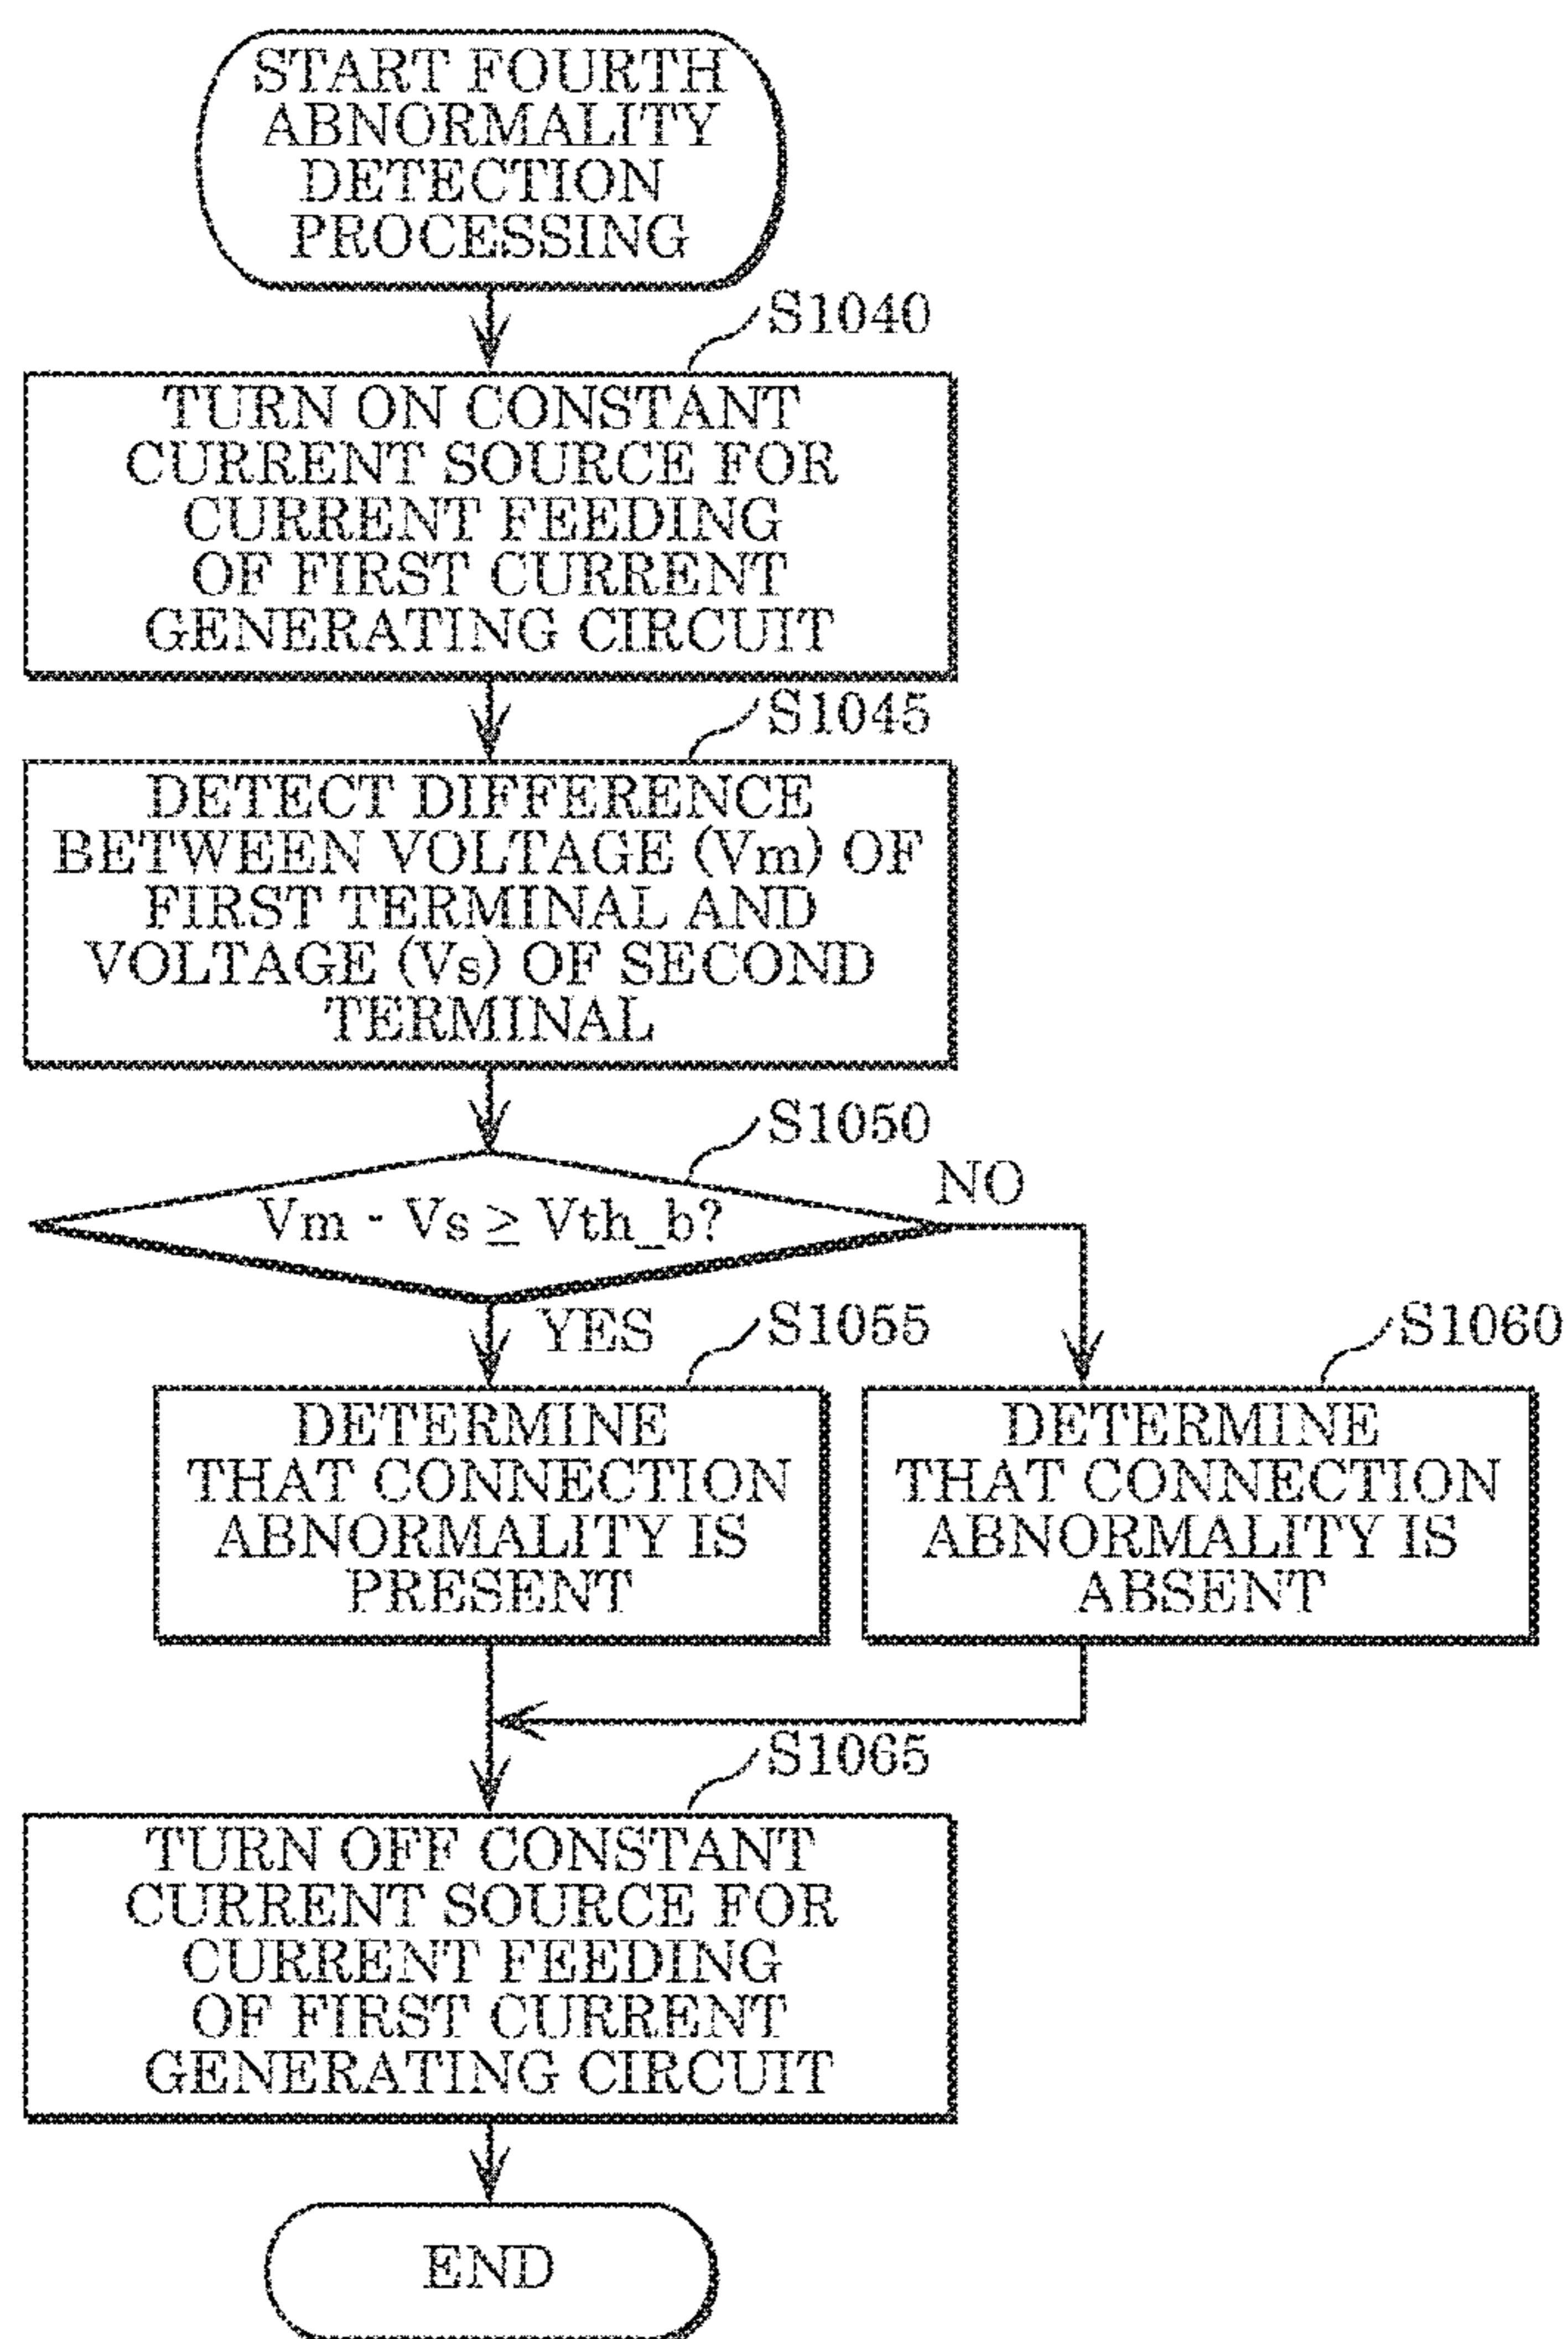 START FOURTH
ABNORMALITY
DETECTION
PROCESSING
S1040
TURN ON CONSTANT
CURRENT SOURCE FOR
CURRENT FEEDING
OF FIRST CURRENT
GENERATING CIRCUIT
S1045
DETECT DIFFERENCE
BETWEEN VOLTAGE (Vm) OF
FIRST TERMINAL AND
VOLTAGE (Vs) OF SECOND
TERMINAL
S1050
Vm - Vs ≥ Vth_b?
NO
YES
S1055
DETERMINE
THAT CONNECTION
ABNORMALITY IS
PRESENT
S1060
DETERMINE
THAT CONNECTION
ABNORMALITY IS
ABSENT
S1065
TURN OFF CONSTANT
CURRENT SOURCE FOR
CURRENT FEEDING
OF FIRST CURRENT
GENERATING CIRCUIT
END